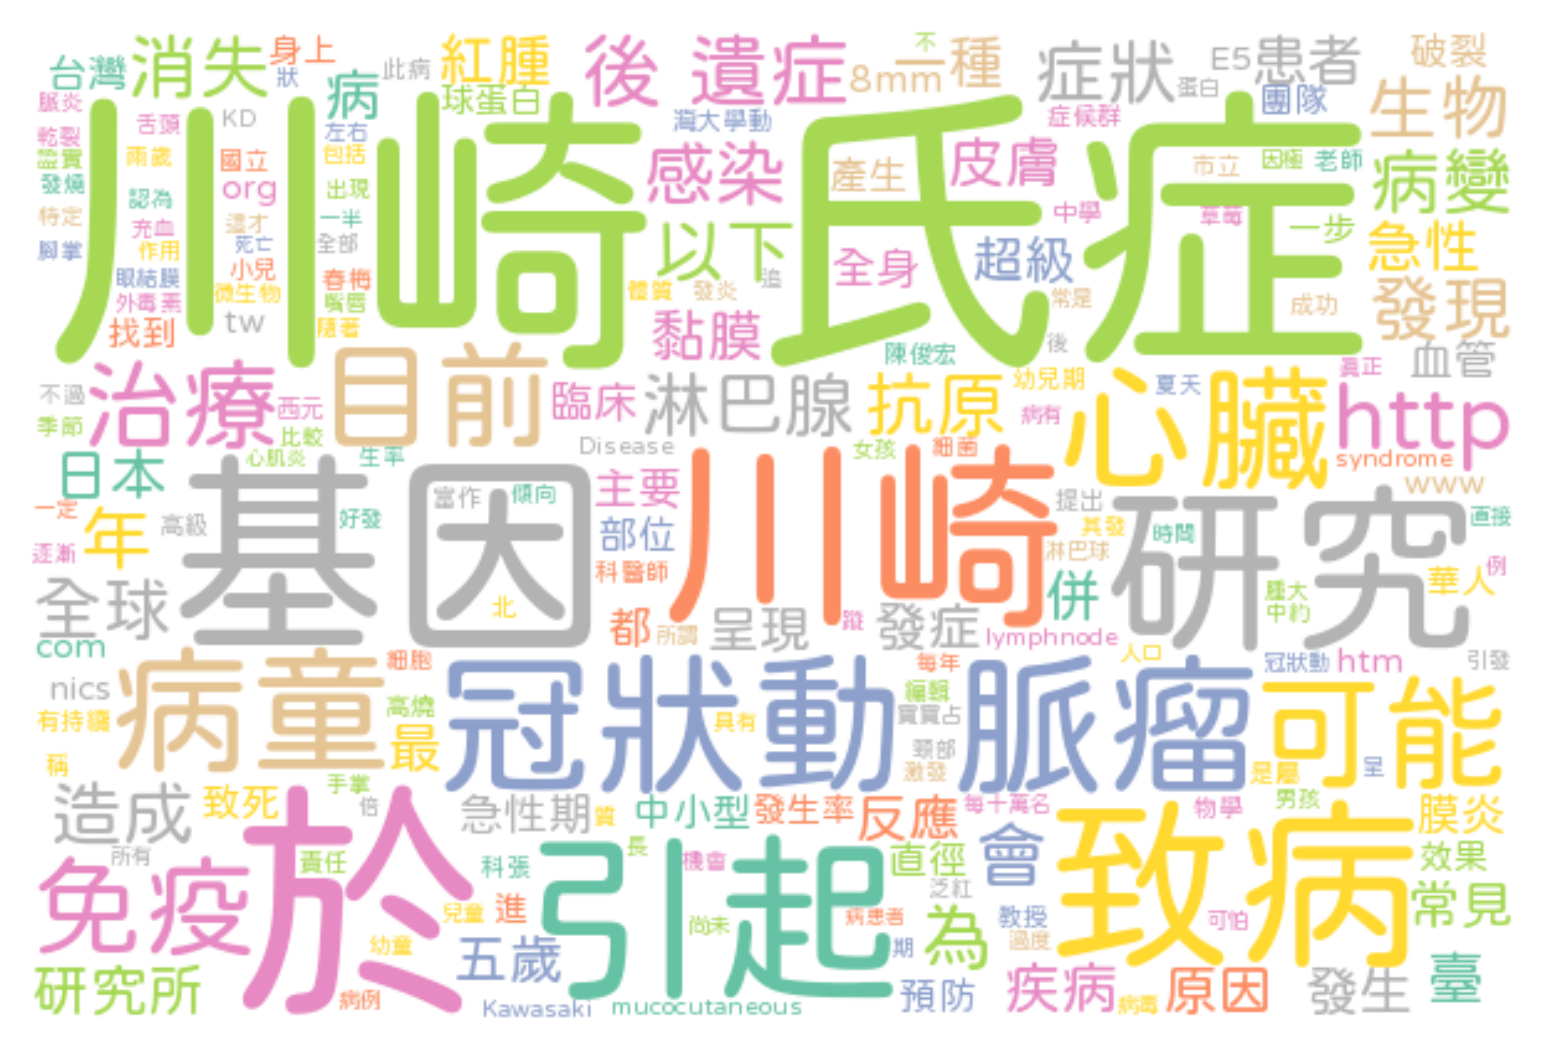 台灣 消失 身上 狀 病 此病 紅腫 球蛋白 後 遺症 8mm 不 一種 症狀 蛋白 E5 患者 團隊 破裂 生物
川崎氏症
脈炎 乾裂 證實 發燒 特定 腳掌
舌頭 兩歲 認為 充血 作用 眼結膜 外毒素 找到
KD 國立 org 這才 死亡 小兒 微生物 tw
左右 包括 出現 一半 全部 春梅 嘴唇 隨著
灣大學動 感染 以下 體質 發炎 追 黏膜
產生 全身 皮膚 超級 中學 症候群 常是 後 陳俊宏
市立 因極 老師 草莓 一步 成功 病變 急性 發現 血管
不過 季節 治療 西元 比較 目前 臨床 淋巴腺 抗原 幼兒期 病有 夏天 真正 心臟 http
心肌炎 生率 Disease 女孩 細菌 syndrome www
日本 一定 年 高級 逐漸 基因 富作 傾向 北 好發 主要 部位 科醫師 川崎 提出 其發 淋巴球 時間 研究 直接 例 華人
全球 com 都 所謂 呈現 蹤 發症 併 lymphnode 腫大 中約
nics 有持續 稱 病童 細胞 高燒 最 冠狀動脈瘤 每年 編輯 寶寶占 頸部 激發 具有 人口 冠狀動 htm 引發 可能 是屬 呈
造成 所有 致死 手掌 倍 急性期 質 中小型 發生率 反應 每十萬名 物學 男孩 膜炎
免疫 責任 於 兒童 幼童 科張 進 五歲 引起 長 機會 尚未 直徑 泛紅 病患者 為 期 會 教授 過度 致病 可怕 效果 常見
研究所 病例 Kawasaki mucocutaneous 預防 疾病 病毒 原因 發生 臺